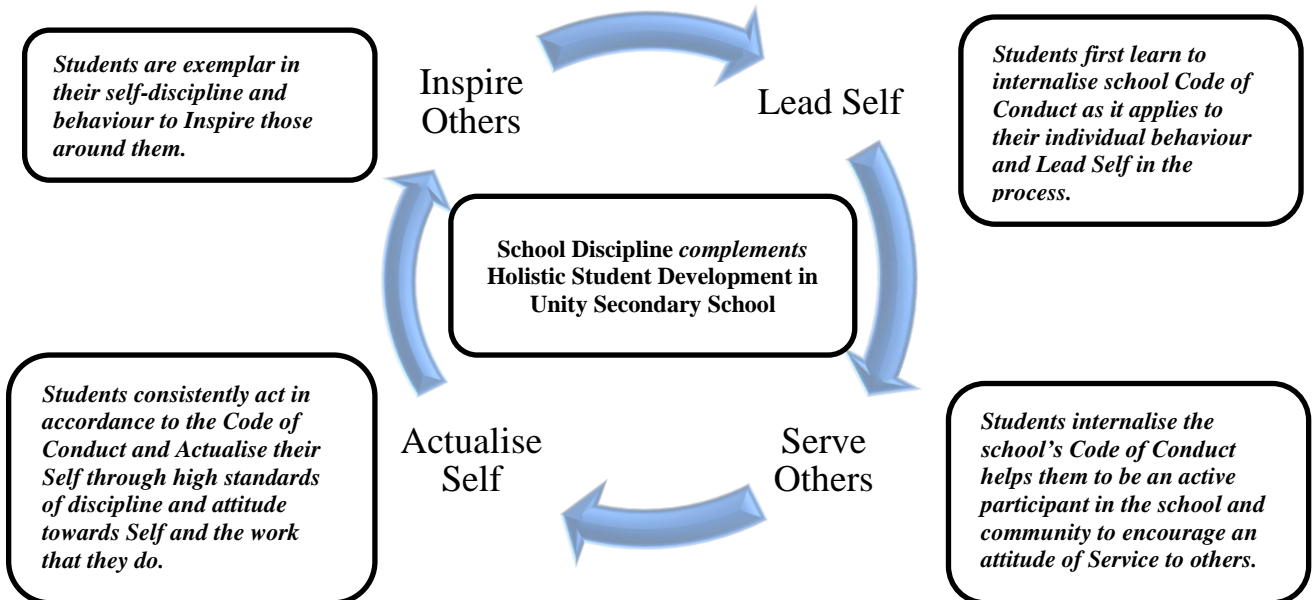 Students are exemplar in
their self-discipline and
behaviour to Inspire those
around them.
Inspire
Others
Lead Self
Students first learn to
internalise school Code of
Conduct as it applies to
their individual behaviour
and Lead Self in the
process.
School Discipline complements
Holistic Student Development in
Unity Secondary School
Students consistently act in
accordance to the Code of
Conduct and Actualise their
Self through high standards
of discipline and attitude
towards Self and the work
that they do.
Actualise
Self
Serve
Others
Students internalise the
school’s Code of Conduct
helps them to be an active
participant in the school and
community to encourage an
attitude of Service to others.